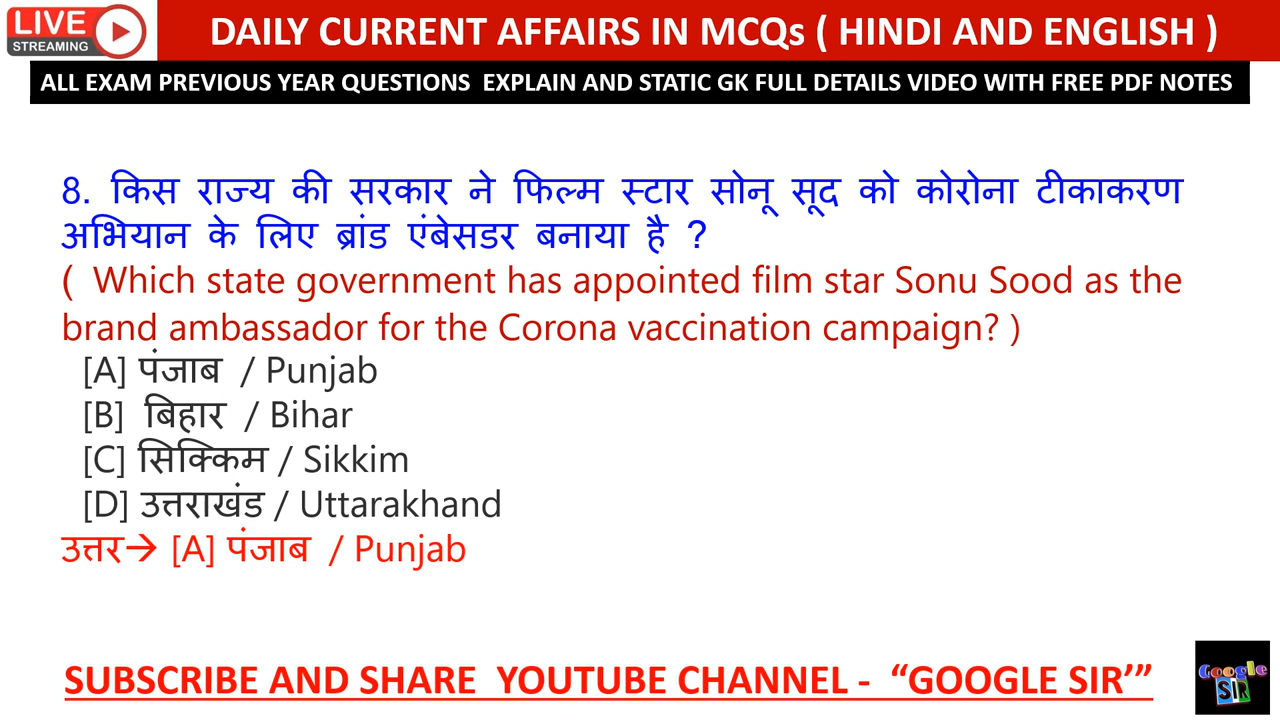 LIVE
STREAMING
DAILY CURRENT AFFAIRS IN MCQs ( HINDI AND ENGLISH )
ALL EXAM PREVIOUS YEAR QUESTIONS EXPLAIN AND STATIC GK FULL DETAILS VIDEO WITH FREE PDF NOTES
8. किस राज्य की सरकार ने फिल्म स्टार सोनू सूद को कोरोना टीकाकरण
अभियान के लिए ब्रांड एंबेसडर बनाया है ?
( Which state government has appointed film star Sonu Sood as the
brand ambassador for the Corona vaccination campaign? )
[A] पंजाब / Punjab
[B] बिहार / Bihar
[C] सिक्किम / Sikkim
[D] उत्तराखंड / Uttarakhand
उत्तर→ [A] पंजाब / Punjab
SUBSCRIBE AND SHARE YOUTUBE CHANNEL - “GOOGLE SIR’”
Google
SIR